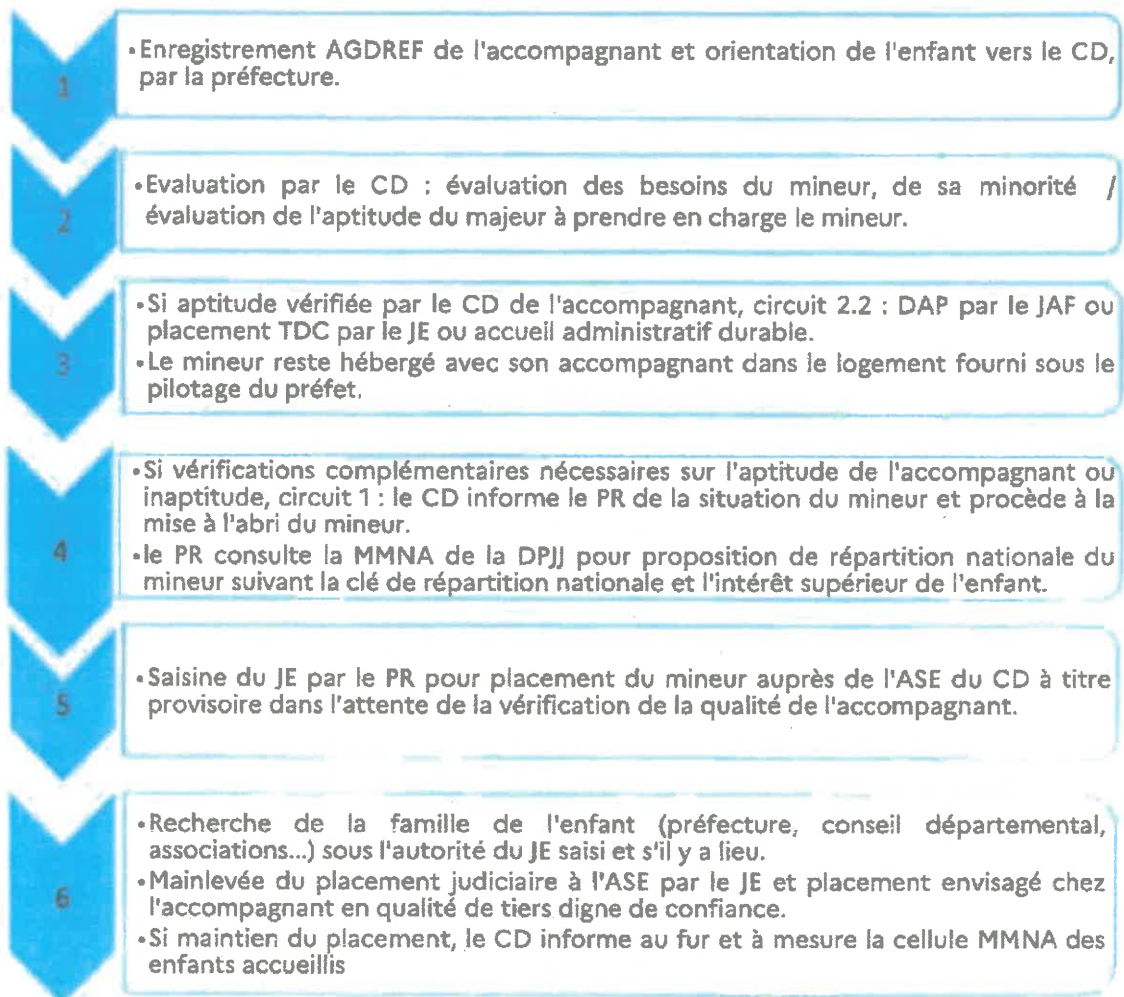 1
•Enregistrement AGDREF de l'accompagnant et orientation de l'enfant vers le CD,
par la préfecture.
2
•Evaluation par le CD : évaluation des besoins du mineur, de sa minorité /
évaluation de l'aptitude du majeur à prendre en charge le mineur.
3
•Si aptitude vérifiée par le CD de l'accompagnant, circuit 2.2 : DAP par le JAF ou
placement TDC par le JE ou accueil administratif durable.
•Le mineur reste hébergé avec son accompagnant dans le logement fourni sous le
pilotage du préfet.
4
•Si vérifications complémentaires nécessaires sur l'aptitude de l'accompagnant ou
inaptitude, circuit 1 : le CD informe le PR de la situation du mineur et procède à la
mise à l'abri du mineur.
•le PR consulte la MMNA de la DPJJ pour proposition de répartition nationale du
mineur suivant la clé de répartition nationale et l'intérêt supérieur de l'enfant.
5
•Saisine du JE par le PR pour placement du mineur auprès de l'ASE du CD à titre
provisoire dans l'attente de la vérification de la qualité de l'accompagnant.
6
•Recherche de la famille de l'enfant (préfecture, conseil départemental,
associations...) sous l'autorité du JE saisi et s'il y a lieu.
•Mainlevée du placement judiciaire à l'ASE par le JE et placement envisagé chez
l'accompagnant en qualité de tiers digne de confiance.
•Si maintien du placement, le CD informe au fur et à mesure la cellule MMNA des
enfants accueillis